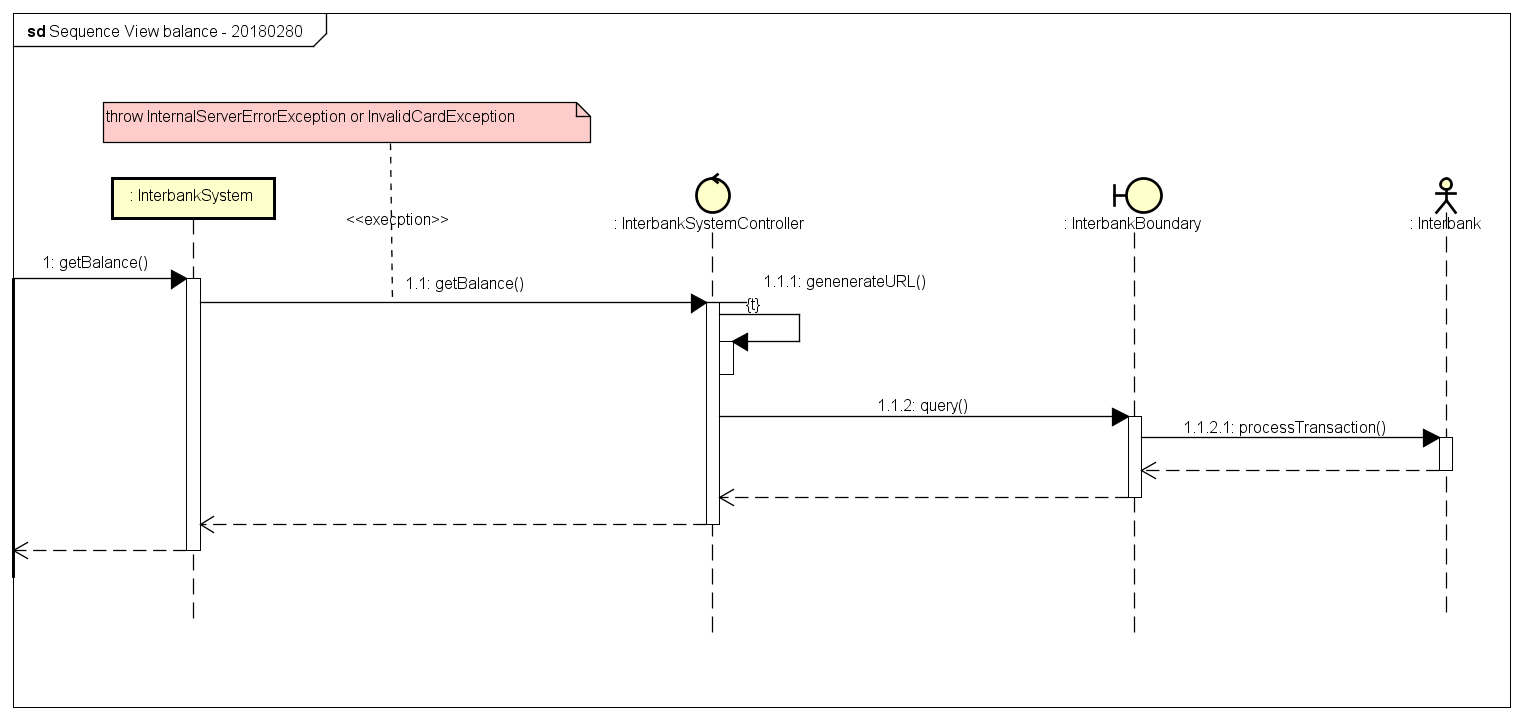 sd Sequence View balance - 20180280
throw InternalServerErrorException or InvalidCardException
: InterbankSystem
<<execption>>
: InterbankSystemController
: InterbankBoundary
: Interbank
1: getBalance()
1.1: getBalance()
1.1.1: genenerateURL()
{t}
1.1.2: query()
1.1.2.1: processTransaction()